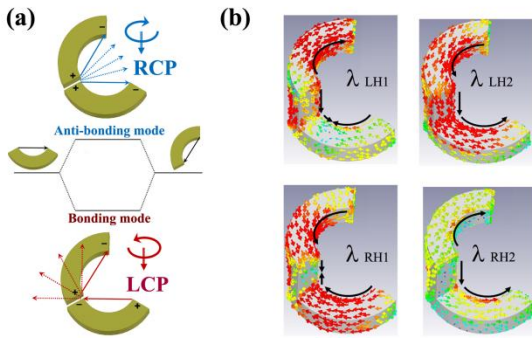 (a)
−
+
+
−
RCP
Anti-bonding mode
Bonding mode
−
+
−
+
LCP
(b)
λ LH1
λ LH2
λ RH1
λ RH2